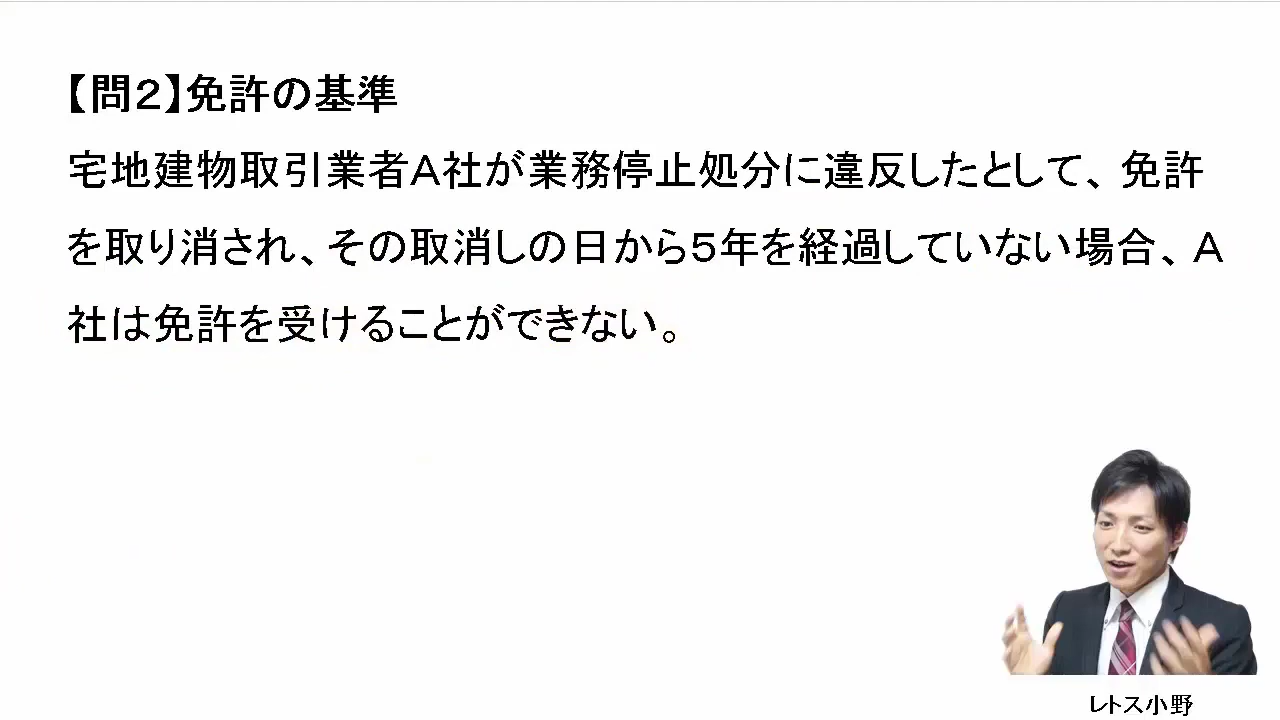 【問２】免許の基準
宅地建物取引業者Ａ社が業務停止処分に違反したとして、免許
を取り消され、その取消しの日から５年を経過していない場合、Ａ
社は免許を受けることができない。
レトス小野